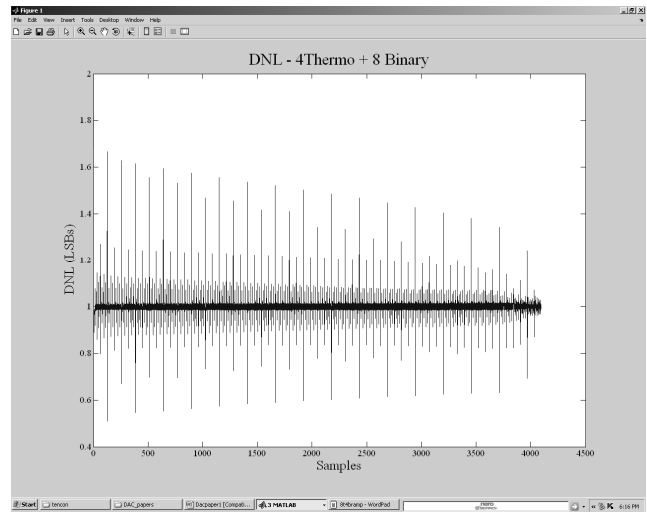 Figure 1
File Edit View Insert Tools Desktop Window Help
DNL - 4Thermo + 8 Binary
2
1.8
1.6
1.4
1.2
1
0.8
0.6
0.4
DNL (LSBs)
0 500 1000 1500 2000 2500 3000 3500 4000 4500
Samples
Start tencon DAC_papers Dacpaper1 [Compati... 3 MATLAB 8t4bramp - WordPad 6:16 PM